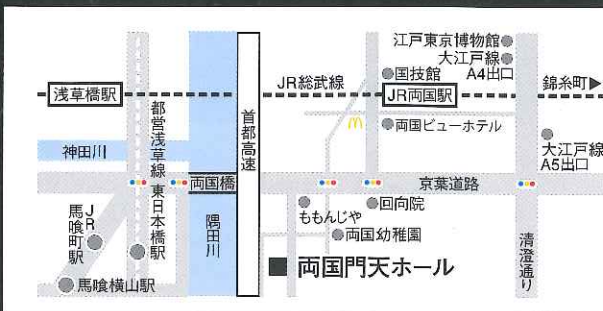 江戸東京博物館
大江戸線
A4出口
国技館
JR総武線
錦糸町▶
浅草橋駅
JR両国駅
都営浅草線
首都高速
両国ビューホテル
大江戸線
A5出口
神田川
両国橋
京葉道路
東日本橋駅
JR
馬喰町駅
隅田川
ももんじや
回向院
両国幼稚園
清澄通り
両国門天ホール
馬喰横山駅